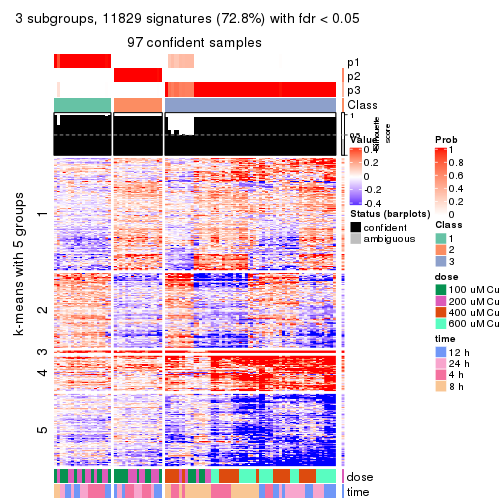 3 subgroups, 11829 signatures (72.8%) with fdr < 0.05
97 confident samples
p1
p2
p3
Class
1
Silhouette
score
k-means with 5 groups
1
2
3
4
5
dose
time
Value
0.4
0.2
0
-0.2
-0.4
Status (barplots)
confident
ambiguous
Prob
1
0.8
0.6
0.4
0.2
0
Class
1
2
3
dose
100 uM Cu
200 uM Cu
400 uM Cu
600 uM Cu
time
12 h
24 h
4 h
8 h